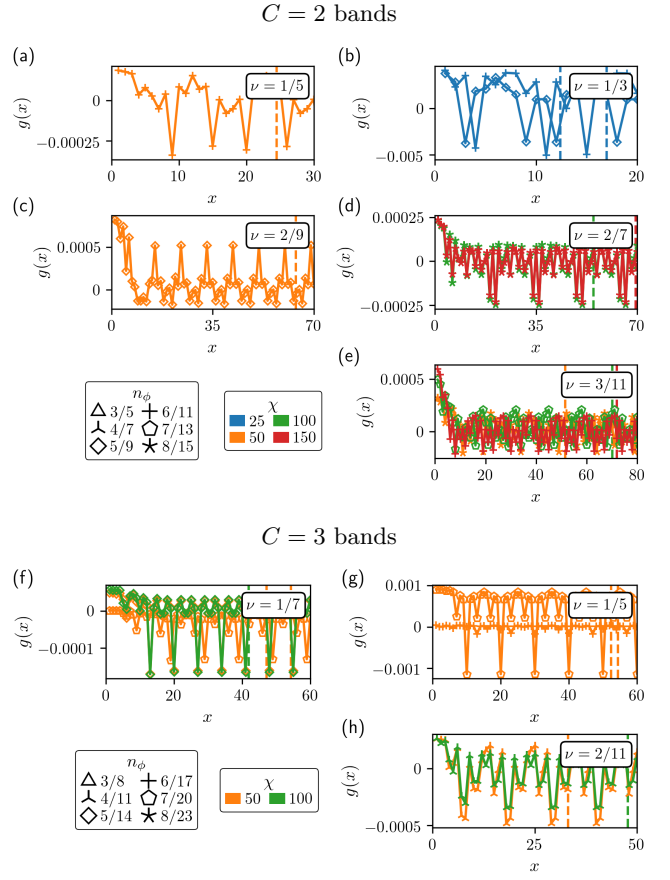 C = 2 bands
(a)
ν = 1/5
g(x)
0
−0.00025
0 10 20 30
x
(b)
ν = 1/3
g(x)
0
−0.005
0 10 20
x
(c)
ν = 2/9
g(x)
0.0005
0
0 35 70
x
(d)
ν = 2/7
g(x)
0.00025
0
−0.00025
0 35 70
x
(e)
ν = 3/11
g(x)
0.0005
0
0 20 40 60 80
x
n_ϕ
3/5 6/11
4/7 7/13
5/9 8/15
χ
25 100
50 150
C = 3 bands
(f)
ν = 1/7
g(x)
0
−0.0001
0 20 40 60
x
(g)
ν = 1/5
g(x)
0.001
0
−0.001
0 20 40 60
x
(h)
ν = 2/11
g(x)
0
−0.0005
0 25 50
x
n_ϕ
3/8 6/17
4/11 7/20
5/14 8/23
χ
50 100